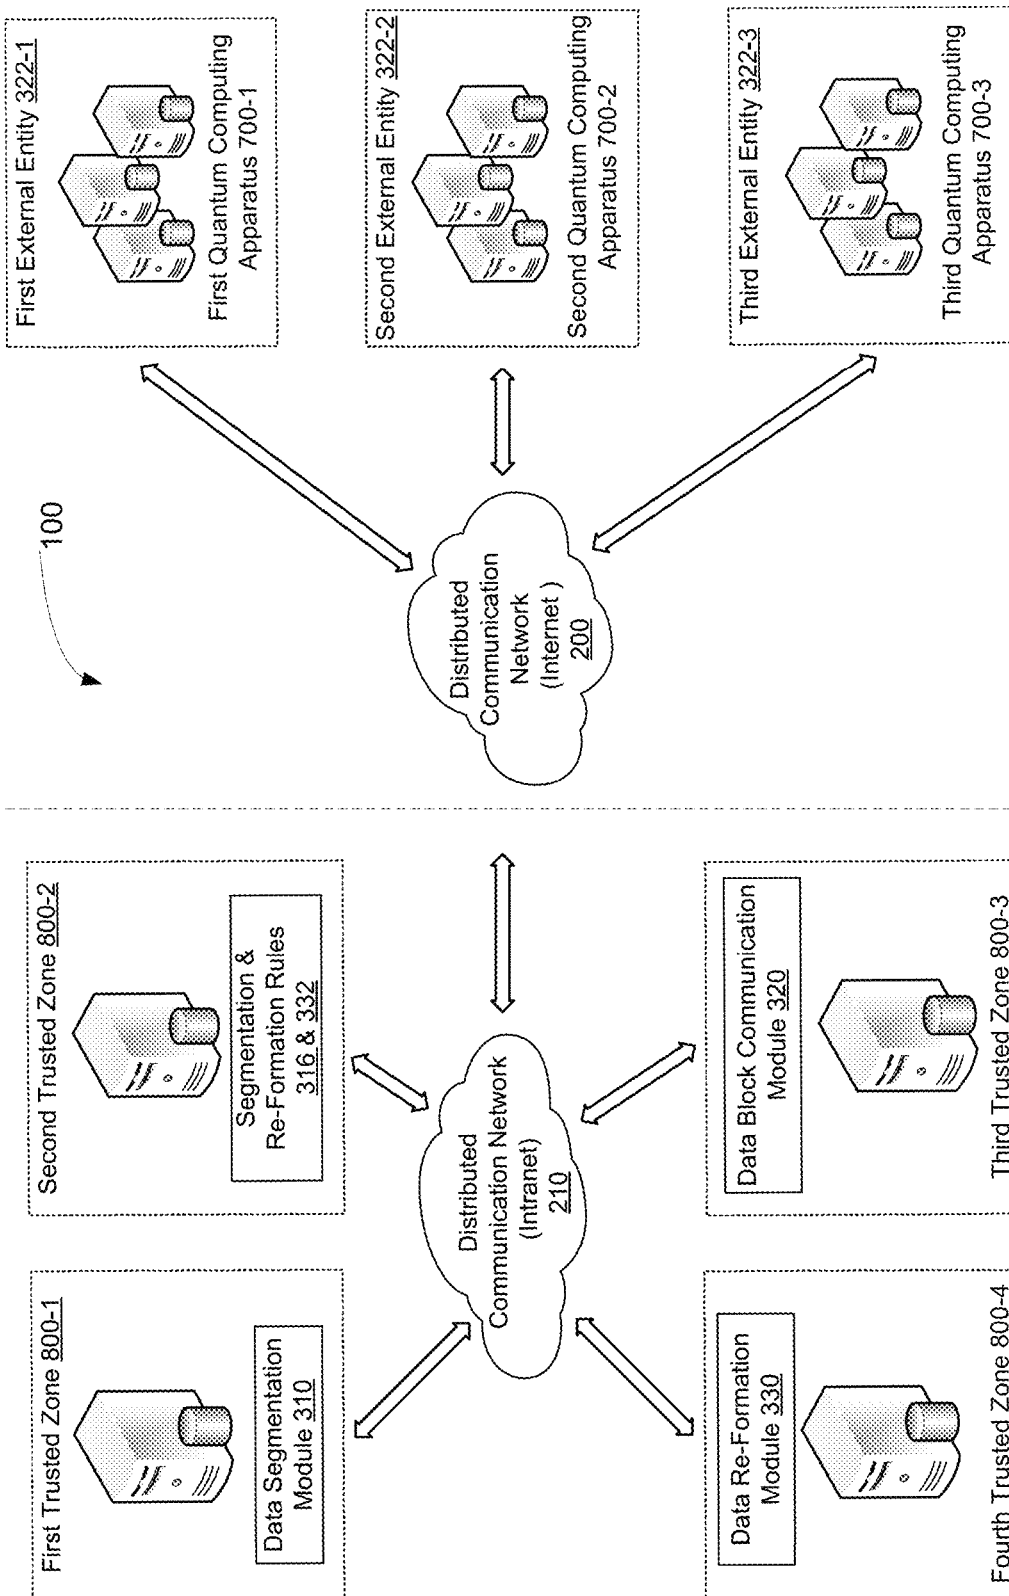 First Trusted Zone 800-1
Data Segmentation
Module 310
Second Trusted Zone 800-2
Segmentation &
Re-Formation Rules
316 & 332
100
First External Entity 322-1
First Quantum Computing
Apparatus 700-1
Distributed
Communication Network
(Intranet)
210
Distributed
Communication
Network
(Internet )
200
Second External Entity 322-2
Second Quantum Computing
Apparatus 700-2
Data Re-Formation
Module 330
Fourth Trusted Zone 800-4
Data Block Communication
Module 320
Third Trusted Zone 800-3
Third External Entity 322-3
Third Quantum Computing
Apparatus 700-3